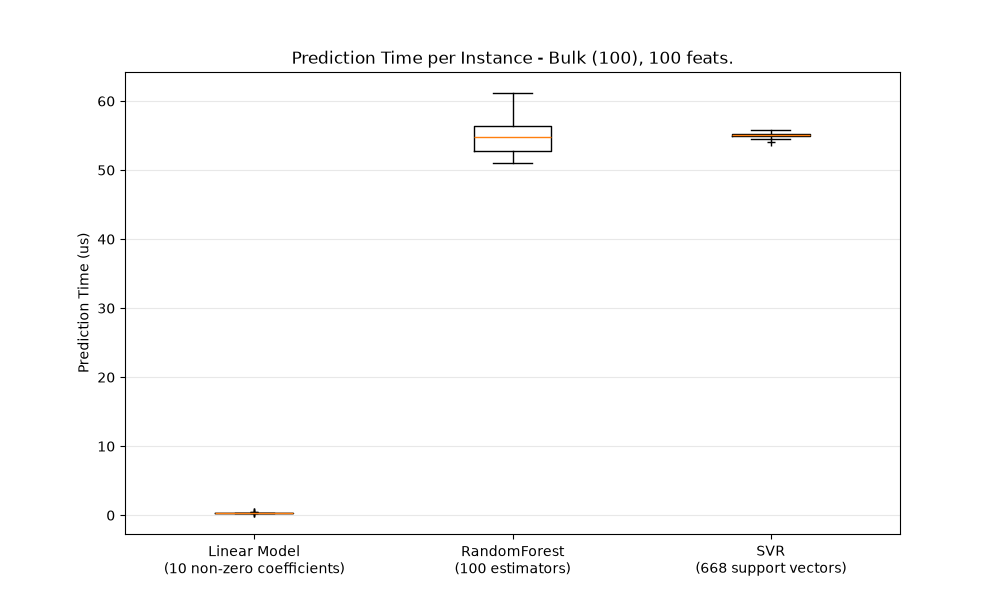 Prediction Time per Instance - Bulk (100), 100 feats.
Prediction Time (us)
60
50
40
30
20
10
0
Linear Model
(10 non-zero coefficients)
RandomForest
(100 estimators)
SVR
(668 support vectors)